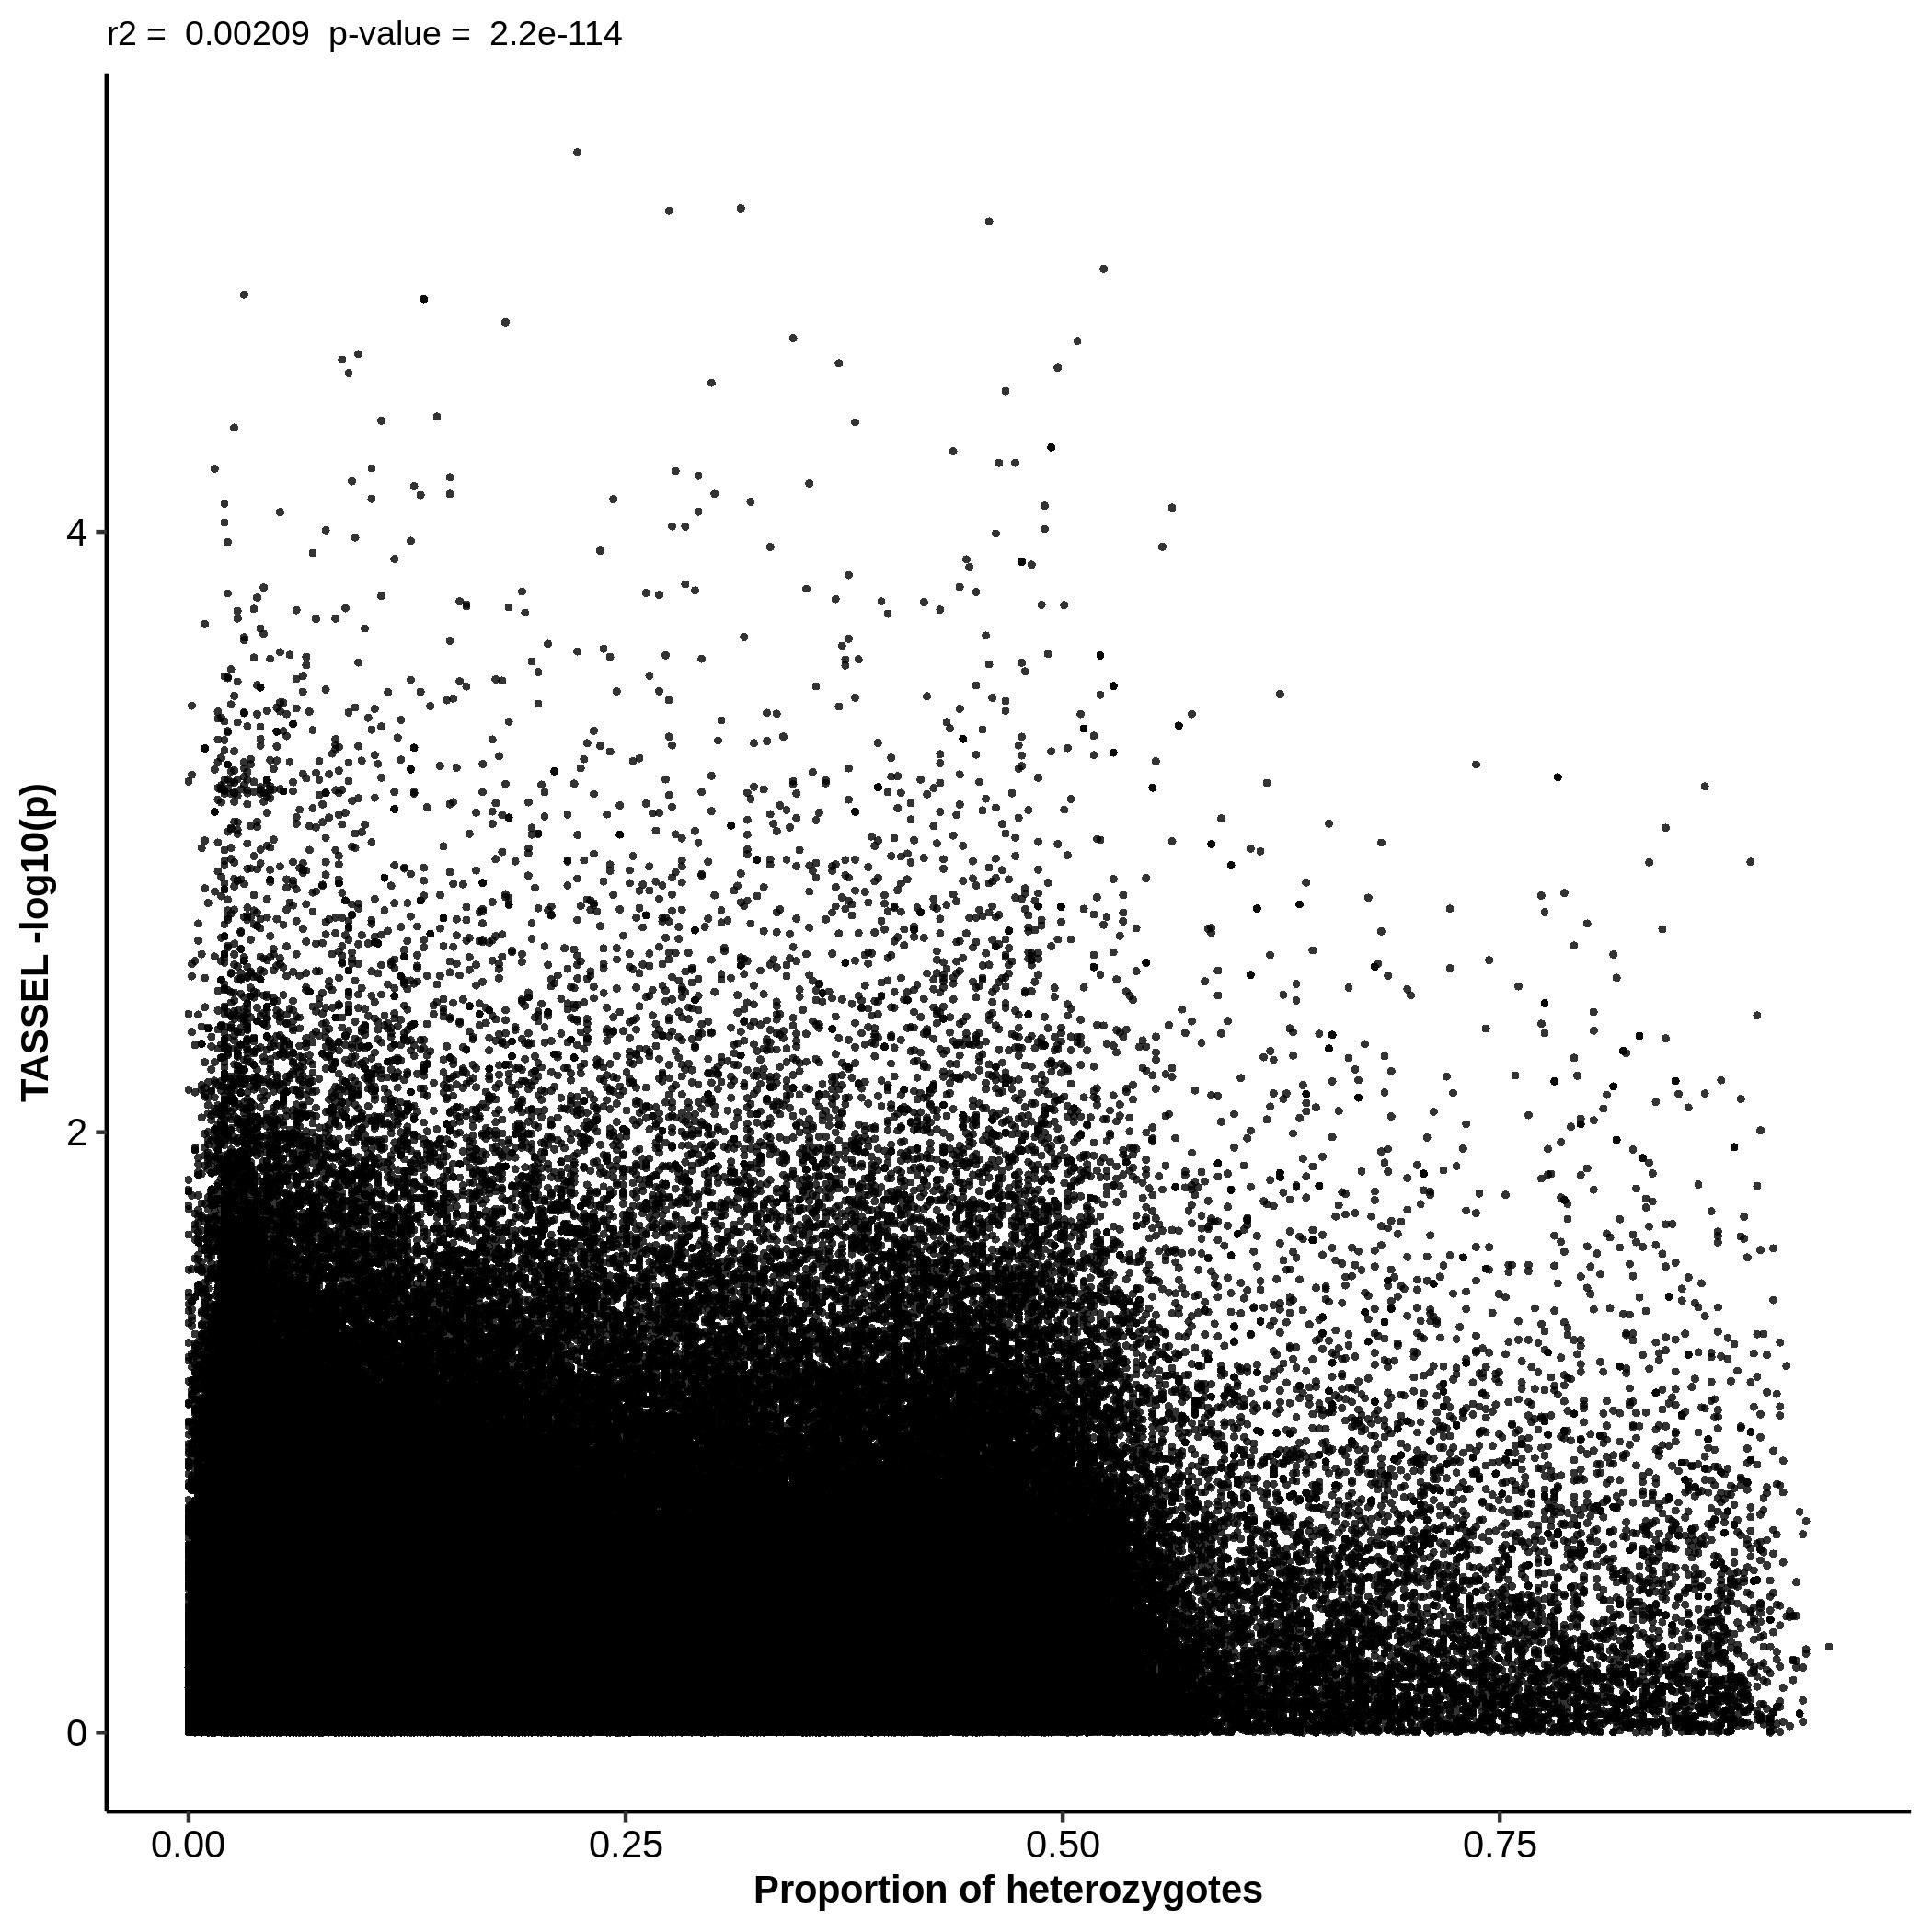 r2 =  0.00209  p-value =  2.2e-114
TASSEL -log10(p)
4
2
0
0.00
0.25
0.50
0.75
Proportion of heterozygotes